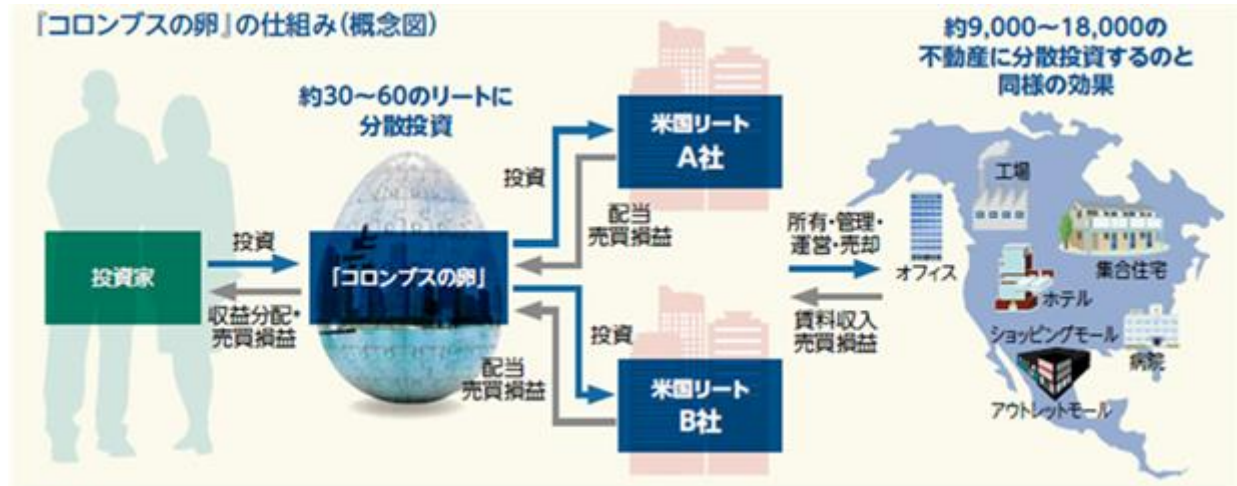 『コロンブスの卵』の仕組み(概念図)
約30〜60のリートに
分散投資
投資家
投資
収益分配・
売買損益
『コロンブスの卵』
投資
配当
売買損益
投資
配当
売買損益
米国リート
A社
米国リート
B社
所有・管理・
運営・売却
賃料収入
売買損益
約9,000〜18,000の
不動産に分散投資するのと
同様の効果
工場
オフィス
集合住宅
ホテル
ショッピングモール
病院
アウトレットモール